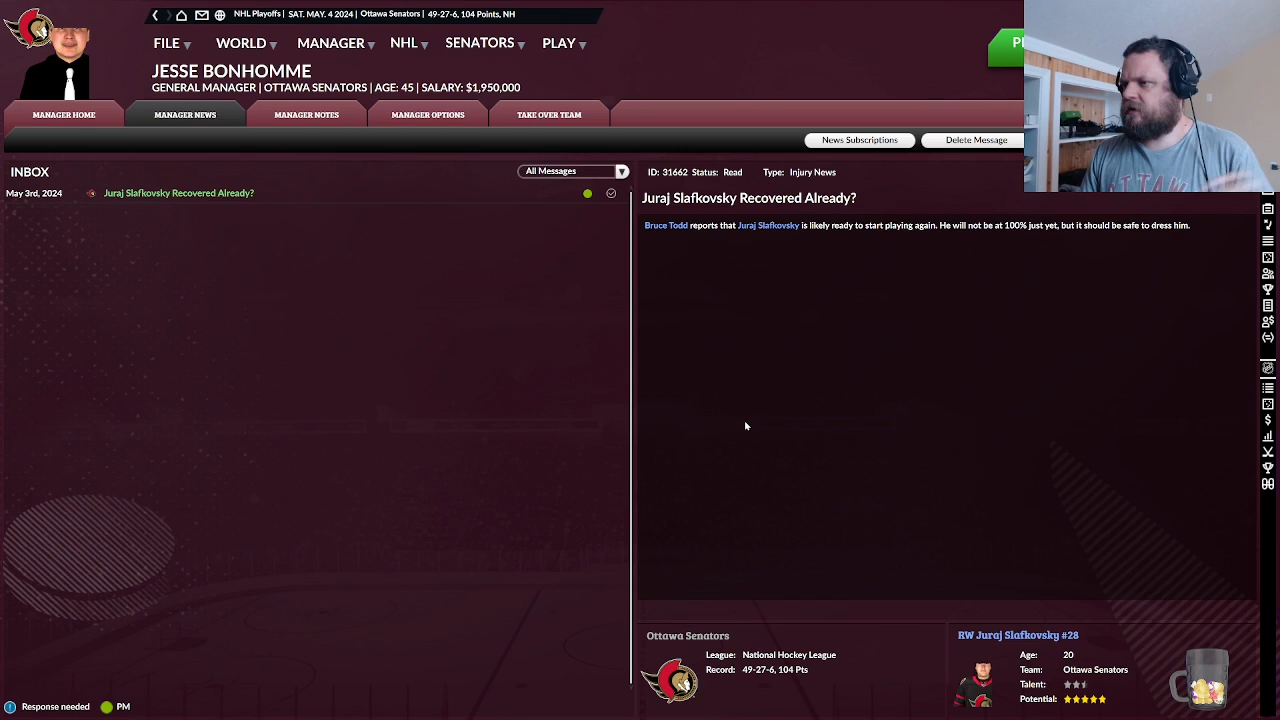 NHL Playoffs | SAT. MAY. 4 2024 | Ottawa Senators | 49-27-6, 104 Points, NH
FILE WORLD MANAGER NHL SENATORS PLAY
JESSE BONHOMME
GENERAL MANAGER | OTTAWA SENATORS | AGE: 45 | SALARY: $1,950,000
MANAGER HOME MANAGER NEWS MANAGER NOTES MANAGER OPTIONS TAKE OVER TEAM
News Subscriptions Delete Message
INBOX All Messages
May 3rd, 2024 Juraj Slafkovsky Recovered Already?
ID: 31662 Status: Read Type: Injury News
Juraj Slafkovsky Recovered Already?
Bruce Todd reports that Juraj Slafkovsky is likely ready to start playing again. He will not be at 100% just yet, but it should be safe to dress him.
Ottawa Senators
League: National Hockey League
Record: 49-27-6, 104 Pts
RW Juraj Slafkovsky #28
Age: 20
Team: Ottawa Senators
Talent:
Potential:
Response needed PM